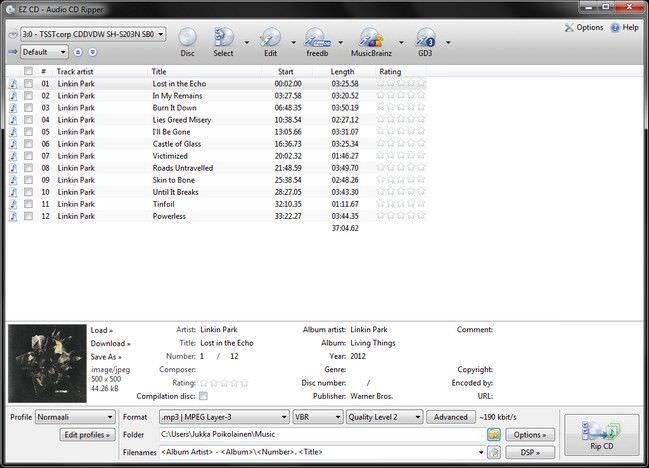 EZ CD - Audio CD Ripper
3:0 - TSSTcorp CDDVDW SH-S203N SB0
Default
Disc
Select
Edit
freedb
MusicBrainz
GD3
Options
Help
# Track artist Title Start Length Rating
01 Linkin Park Lost in the Echo 00:02.00 03:25.58
02 Linkin Park In My Remains 03:27.58 03:20.52
03 Linkin Park Burn It Down 06:48.35 03:50.19
04 Linkin Park Lies Greed Misery 10:38.54 02:27.12
05 Linkin Park I'll Be Gone 13:05.66 03:31.07
06 Linkin Park Castle of Glass 16:36.73 03:25.34
07 Linkin Park Victimized 20:02.32 01:46.27
08 Linkin Park Roads Untravelled 21:48.59 03:49.70
09 Linkin Park Skin to Bone 25:38.54 02:48.26
10 Linkin Park Until It Breaks 28:27.05 03:43.30
11 Linkin Park Tinfoil 32:10.35 01:11.67
12 Linkin Park Powerless 33:22.27 03:44.35
37:04.62
Load »
Download »
Save As »
image/jpeg
500 x 500
44.26 kB
Artist: Linkin Park Album artist: Linkin Park Comment:
Title: Lost in the Echo Album: Living Things
Number: 1 / 12 Year: 2012
Composer: Genre: Copyright:
Rating: Disc number: / Encoded by:
Compilation disc: Publisher: Warner Bros. URL:
Profile Normaali Format .mp3 | MPEG Layer-3 VBR Quality Level 2 Advanced ~190 kbit/s
Edit profiles » Folder C:\Users\Jukka Poikolainen\Music Options »
Filenames <Album Artist> - <Album>\<Number>. <Title> DSP »
Rip CD